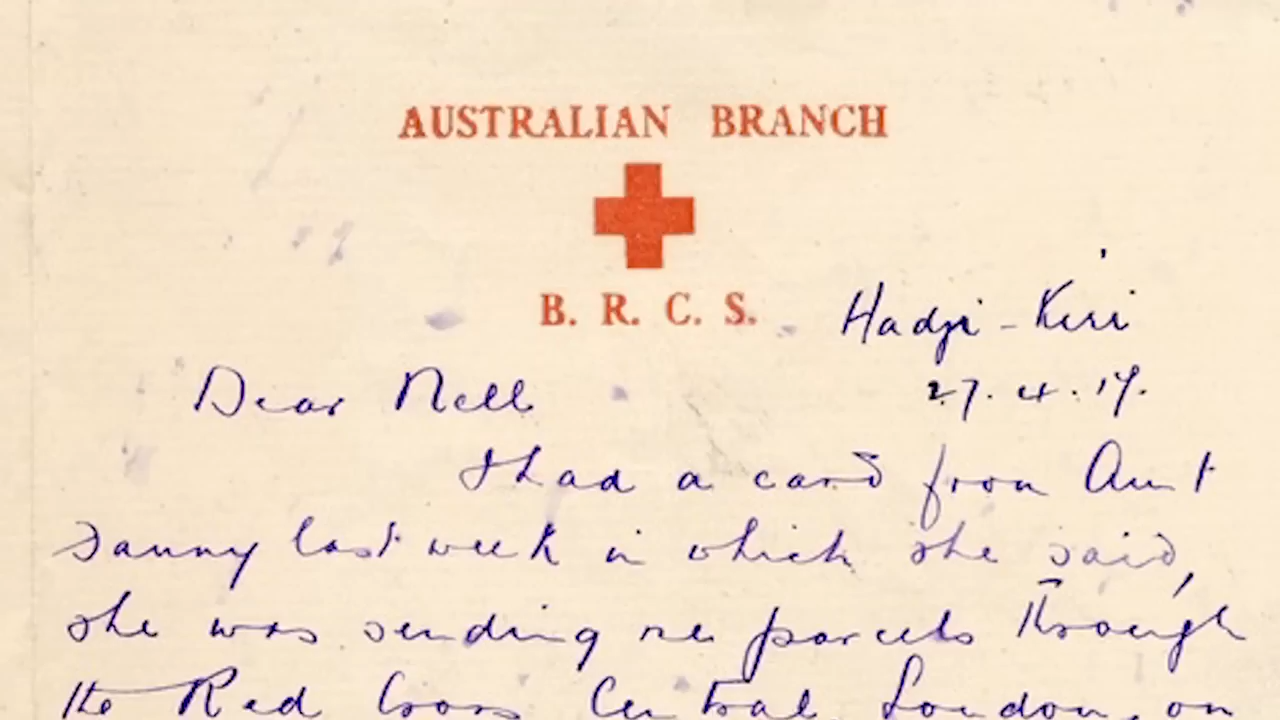 AUSTRALIAN BRANCH
B. R. C. S.
Hadji-Kiri
27. 4. 17.
Dear Nell
I had a card from Aunt
Sanny last week in which she said,
she was sending me parcels through
the Red Cross Central, London, on